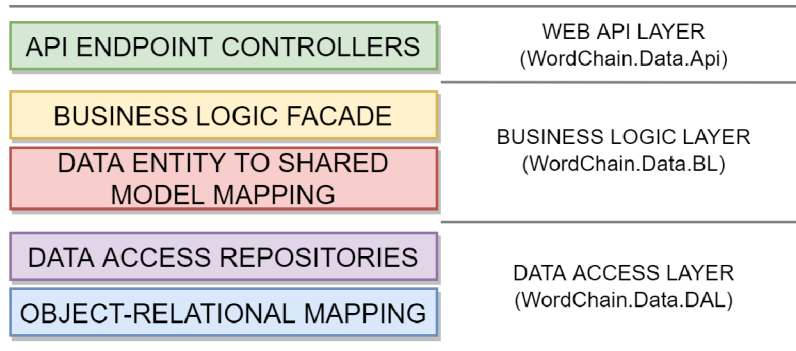 API ENDPOINT CONTROLLERS
WEB API LAYER
(WordChain.Data.Api)
BUSINESS LOGIC FACADE
DATA ENTITY TO SHARED
MODEL MAPPING
BUSINESS LOGIC LAYER
(WordChain.Data.BL)
DATA ACCESS REPOSITORIES
OBJECT-RELATIONAL MAPPING
DATA ACCESS LAYER
(WordChain.Data.DAL)